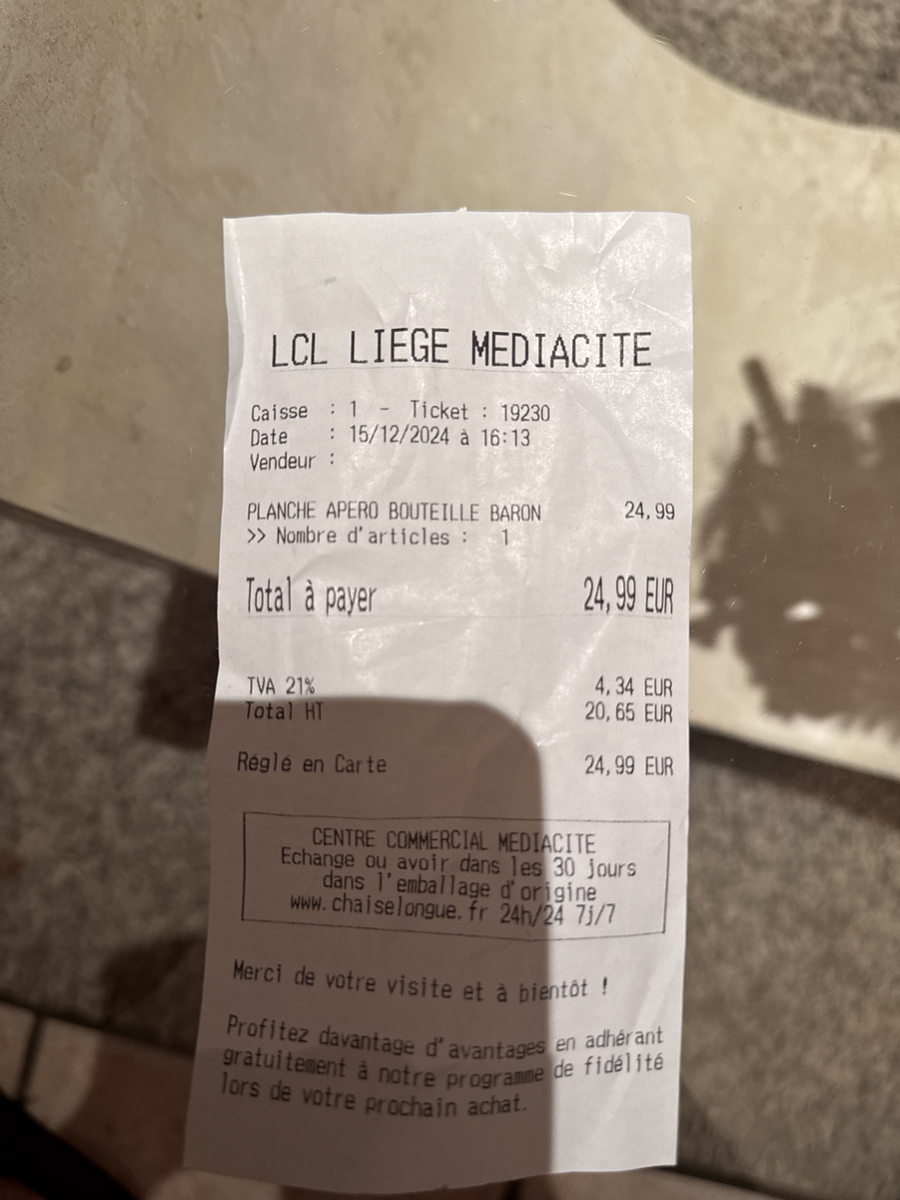 LCL LIEGE MEDIACITE
Caisse : 1 - Ticket : 19230
Date : 15/12/2024 à 16:13
Vendeur :
PLANCHE APERO BOUTEILLE BARON 24,99
>> Nombre d'articles : 1
Total à payer 24,99 EUR
TVA 21% 4,34 EUR
Total HT 20,65 EUR
Réglé en Carte 24,99 EUR
CENTRE COMMERCIAL MEDIACITE
Echange ou avoir dans les 30 jours
dans l'emballage d'origine
www.chaiselongue.fr 24h/24 7j/7
Merci de votre visite et à bientôt !
Profitez davantage d'avantages en adhérant
gratuitement à notre programme de fidélité
lors de votre prochain achat.